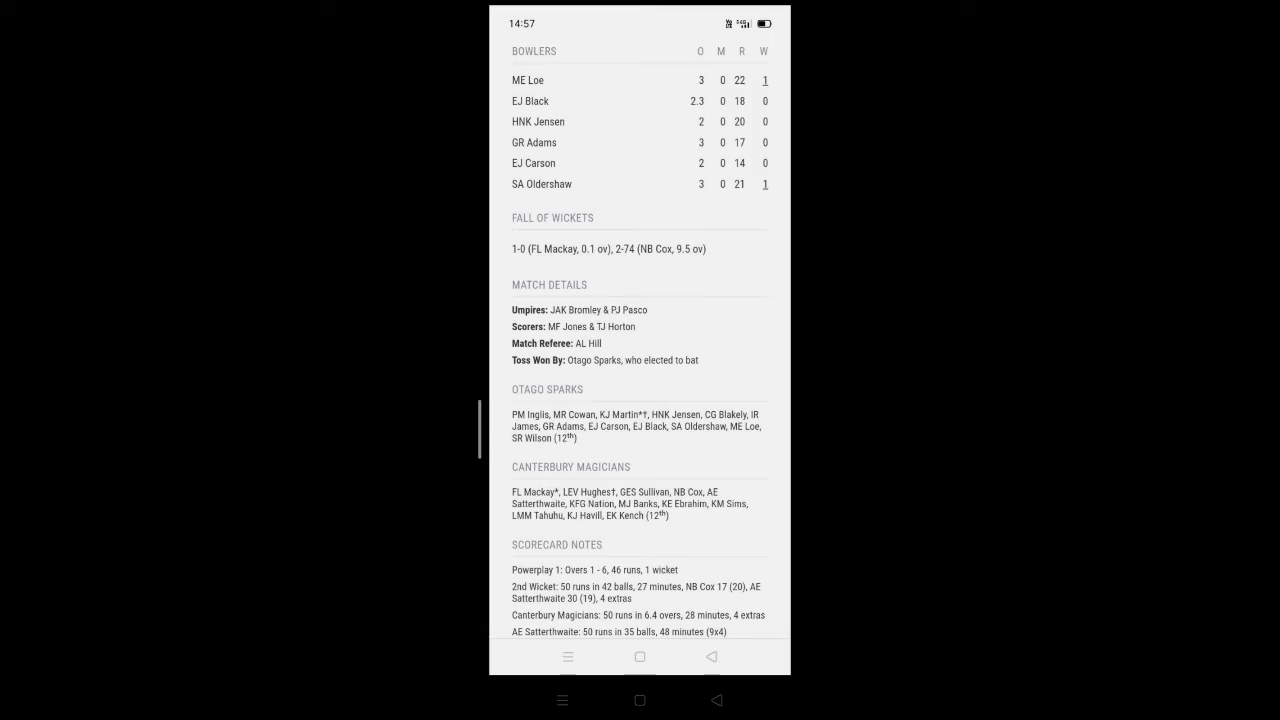 14:57
BOWLERS O M R W
ME Loe 3 0 22 1
EJ Black 2.3 0 18 0
HNK Jensen 2 0 20 0
GR Adams 3 0 17 0
EJ Carson 2 0 14 0
SA Oldershaw 3 0 21 1
FALL OF WICKETS
1-0 (FL Mackay, 0.1 ov), 2-74 (NB Cox, 9.5 ov)
MATCH DETAILS
Umpires: JAK Bromley & PJ Pasco
Scorers: MF Jones & TJ Horton
Match Referee: AL Hill
Toss Won By: Otago Sparks, who elected to bat
OTAGO SPARKS
PM Inglis, MR Cowan, KJ Martin*†, HNK Jensen, CG Blakely, IR
James, GR Adams, EJ Carson, EJ Black, SA Oldershaw, ME Loe,
SR Wilson (12th)
CANTERBURY MAGICIANS
FL Mackay*, LEV Hughes†, GES Sullivan, NB Cox, AE
Satterthwaite, KFG Nation, MJ Banks, KE Ebrahim, KM Sims,
LMM Tahuhu, KJ Havill, EK Kench (12th)
SCORECARD NOTES
Powerplay 1: Overs 1 - 6, 46 runs, 1 wicket
2nd Wicket: 50 runs in 42 balls, 27 minutes, NB Cox 17 (20), AE
Satterthwaite 30 (19), 4 extras
Canterbury Magicians: 50 runs in 6.4 overs, 28 minutes, 4 extras
AE Satterthwaite: 50 runs in 35 balls, 48 minutes (9x4)